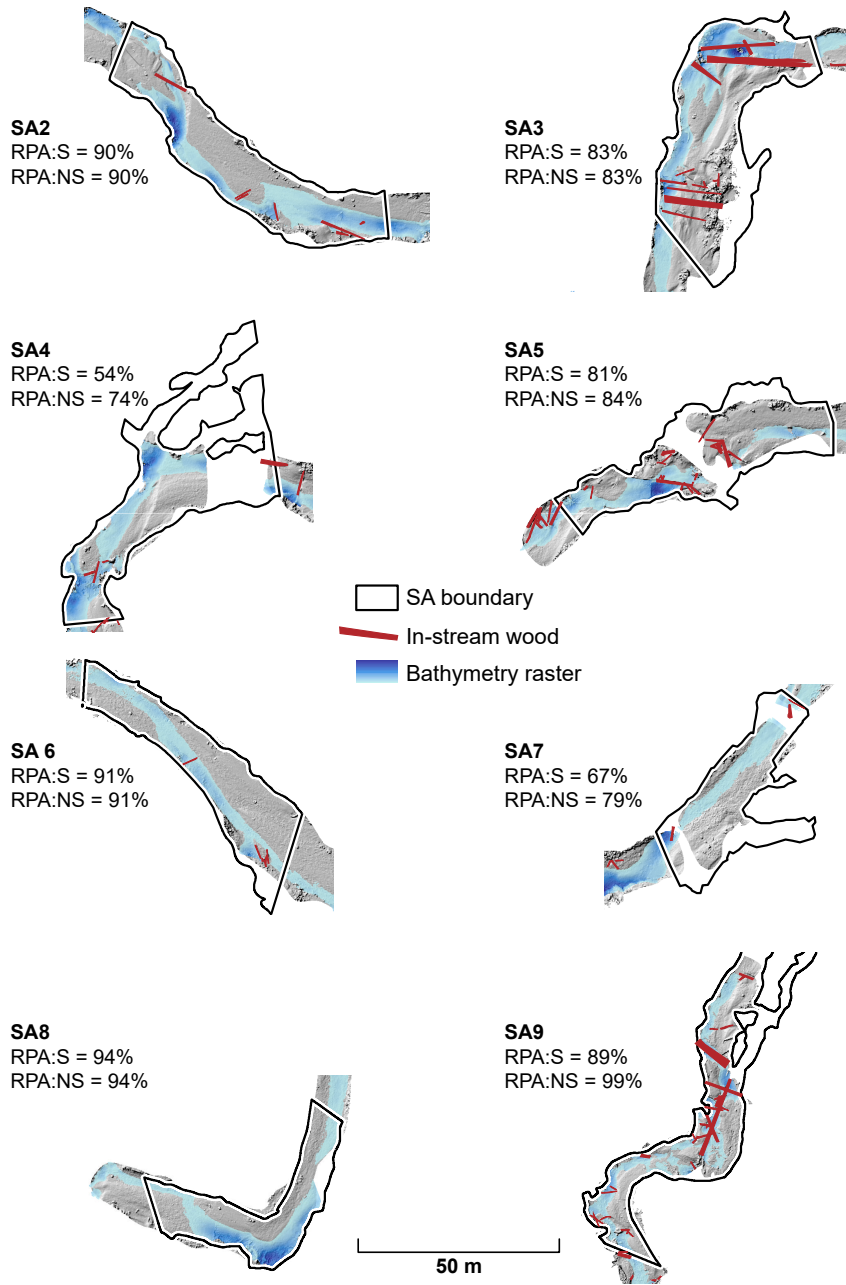 SA2
RPA:S = 90%
RPA:NS = 90%
SA3
RPA:S = 83%
RPA:NS = 83%
SA4
RPA:S = 54%
RPA:NS = 74%
SA5
RPA:S = 81%
RPA:NS = 84%
SA boundary
In-stream wood
Bathymetry raster
SA 6
RPA:S = 91%
RPA:NS = 91%
SA7
RPA:S = 67%
RPA:NS = 79%
SA8
RPA:S = 94%
RPA:NS = 94%
SA9
RPA:S = 89%
RPA:NS = 99%
50 m